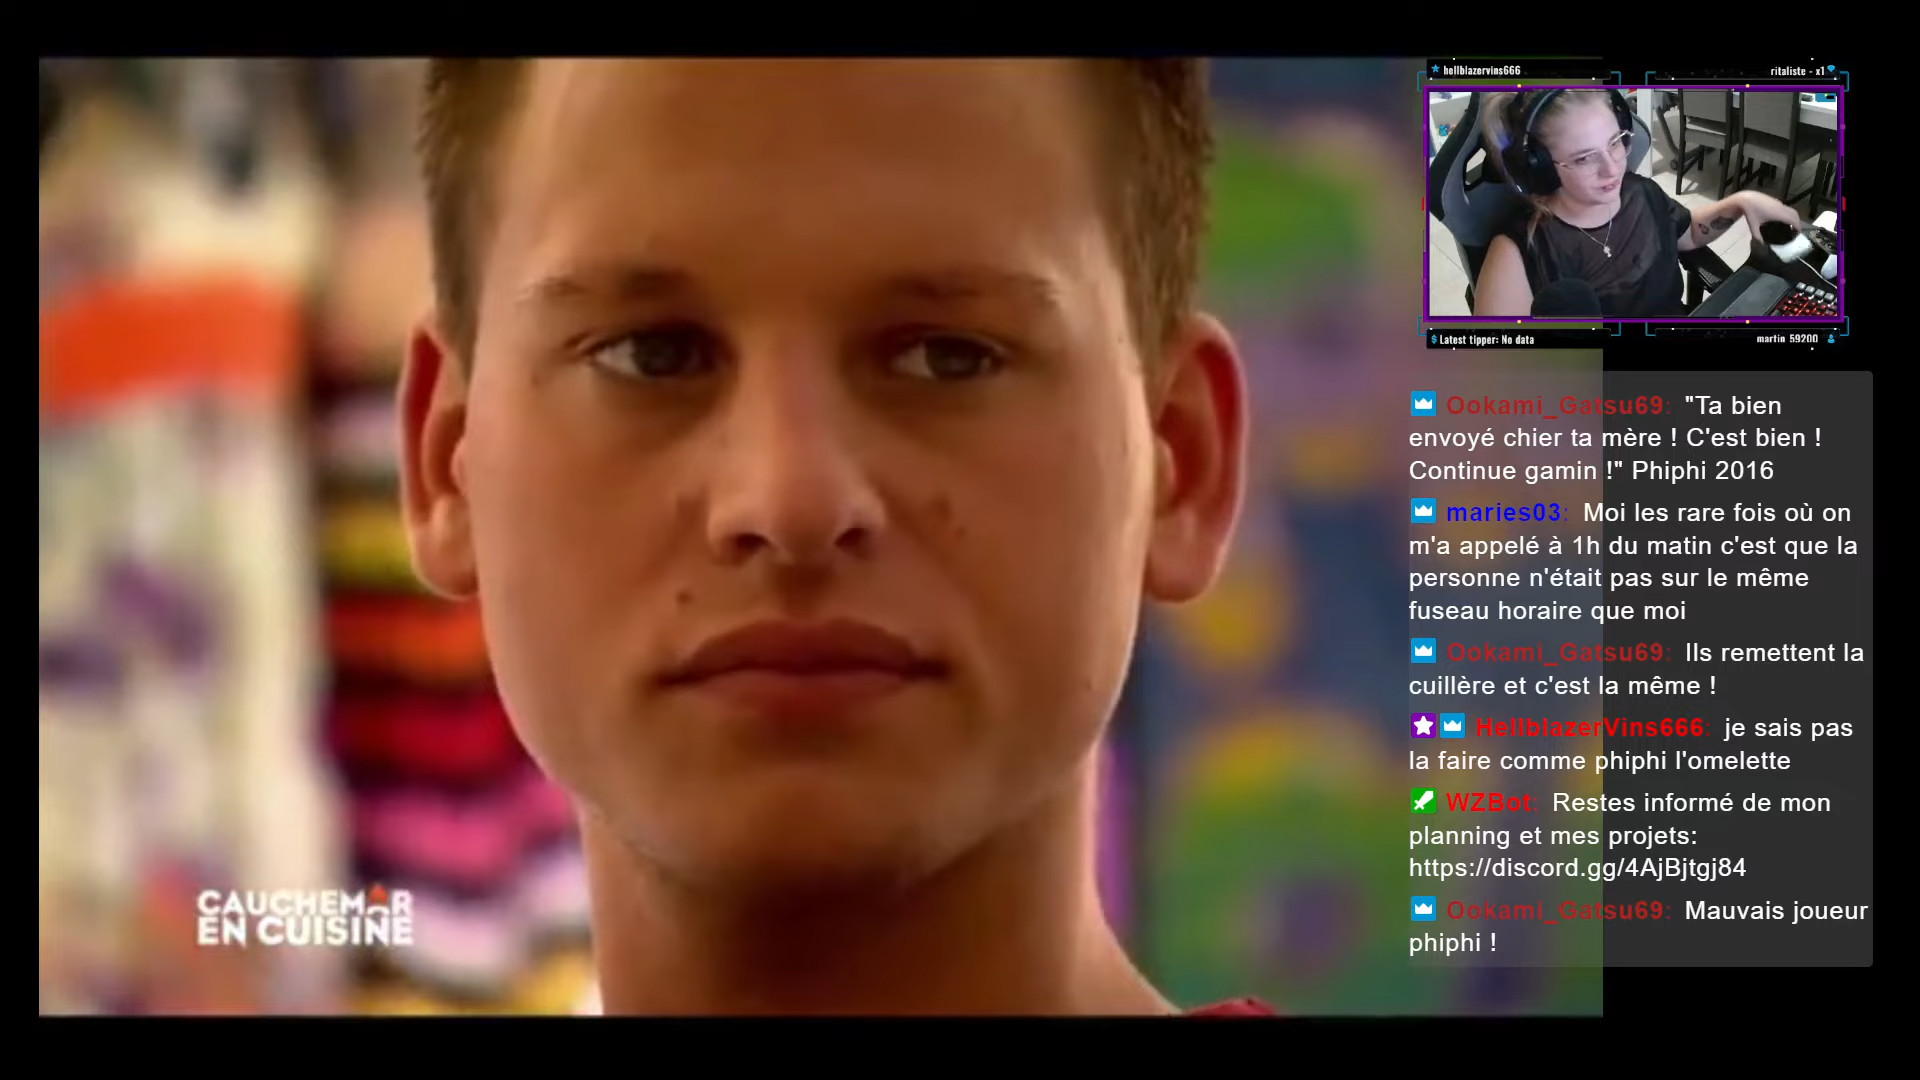 hellblazervins666
ritaliste - x1
Latest tipper: No data
martin_59200
Ookami_Gatsu69: "Ta bien
envoyé chier ta mère ! C'est bien !
Continue gamin !" Phiphi 2016
maries03: Moi les rare fois où on
m'a appelé à 1h du matin c'est que la
personne n'était pas sur le même
fuseau horaire que moi
Ookami_Gatsu69: Ils remettent la
cuillère et c'est la même !
HellblazerVins666: je sais pas
la faire comme phiphi l'omelette
WZBot: Restes informé de mon
planning et mes projets:
https://discord.gg/4AjBjtgj84
Ookami_Gatsu69: Mauvais joueur
phiphi !
CAUCHEMAR
EN CUISINE